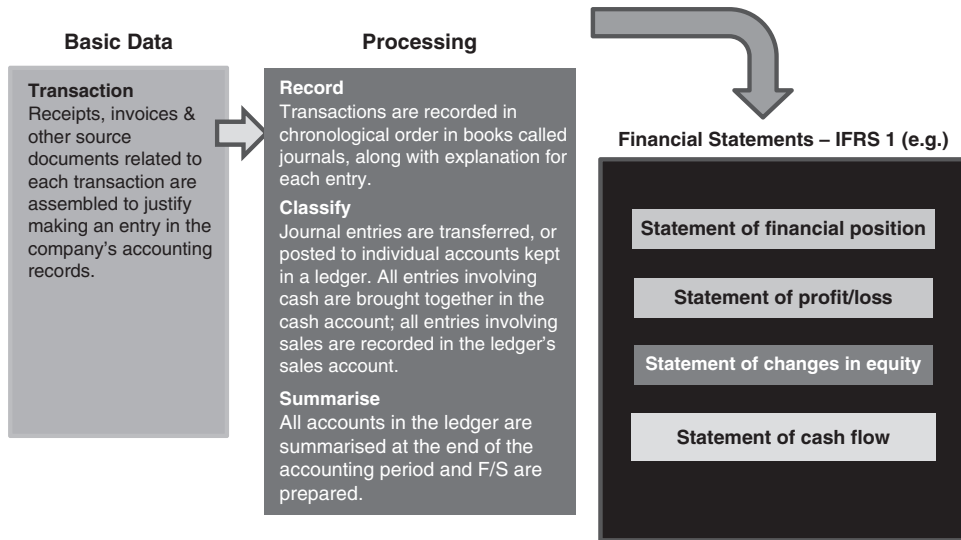 Basic Data
Transaction
Receipts, invoices &
other source
documents related to
each transaction are
assembled to justify
making an entry in the
company's accounting
records.
Processing
Record
Transactions are recorded in
chronological order in books called
journals, along with explanation for
each entry.
Classify
Journal entries are transferred, or
posted to individual accounts kept
in a ledger. All entries involving
cash are brought together in the
cash account; all entries involving
sales are recorded in the ledger's
sales account.
Summarise
All accounts in the ledger are
summarised at the end of the
accounting period and F/S are
prepared.
Financial Statements – IFRS 1 (e.g.)
Statement of financial position
Statement of profit/loss
Statement of changes in equity
Statement of cash flow